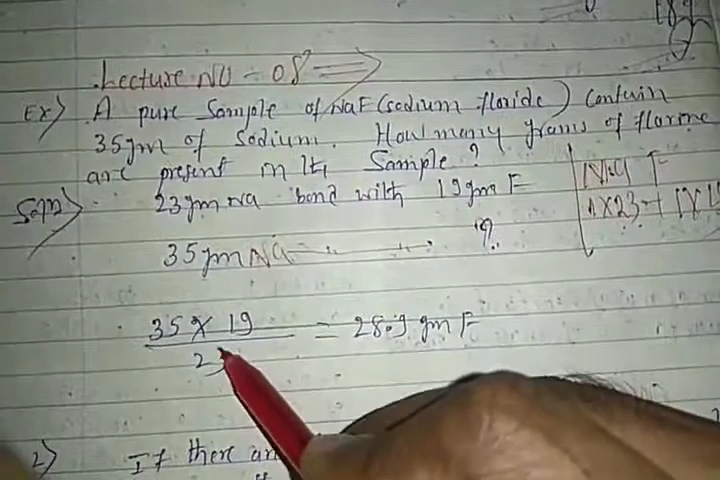 Lecture NO - 08
Ex) A pure Sample of NaF (sodium floride) Contain
35gm of Sodium. How many grams of florine
are present in Sample?
Soln) 23gm Na bond with 19gm F
NaF
1x23+1x19
35gm Na ?
35 x 19
23
= 28.9 gm F
2) If there are